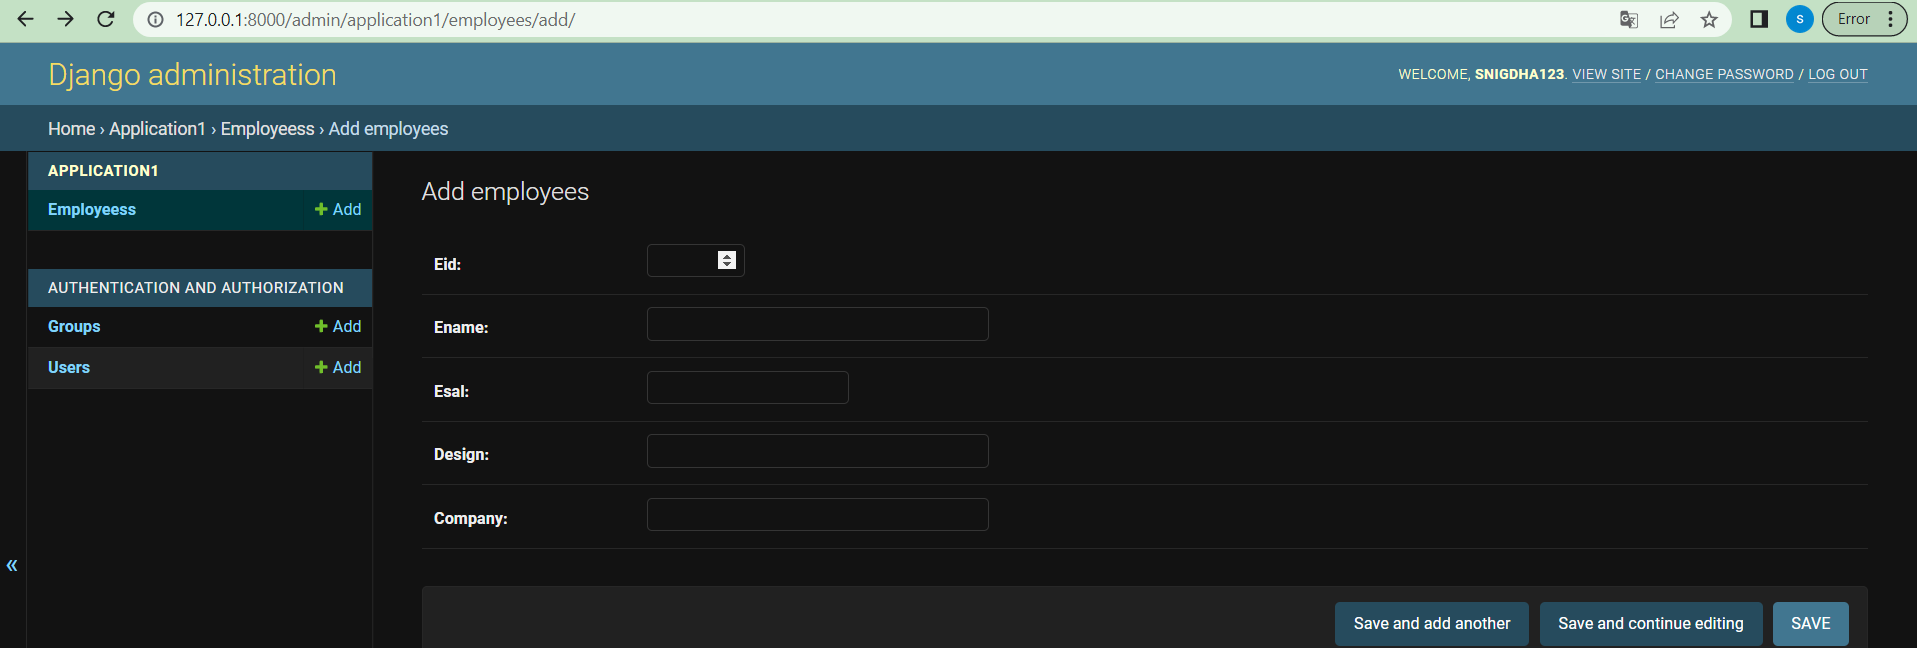 127.0.0.1:8000/admin/application1/employees/add/
S
Error
Django administration
WELCOME, SNIGDHA123. VIEW SITE / CHANGE PASSWORD / LOG OUT
Home › Application1 › Employeess › Add employees
APPLICATION1
Employeess + Add
AUTHENTICATION AND AUTHORIZATION
Groups + Add
Users + Add
«
Add employees
Eid:
Ename:
Esal:
Design:
Company:
Save and add another
Save and continue editing
SAVE